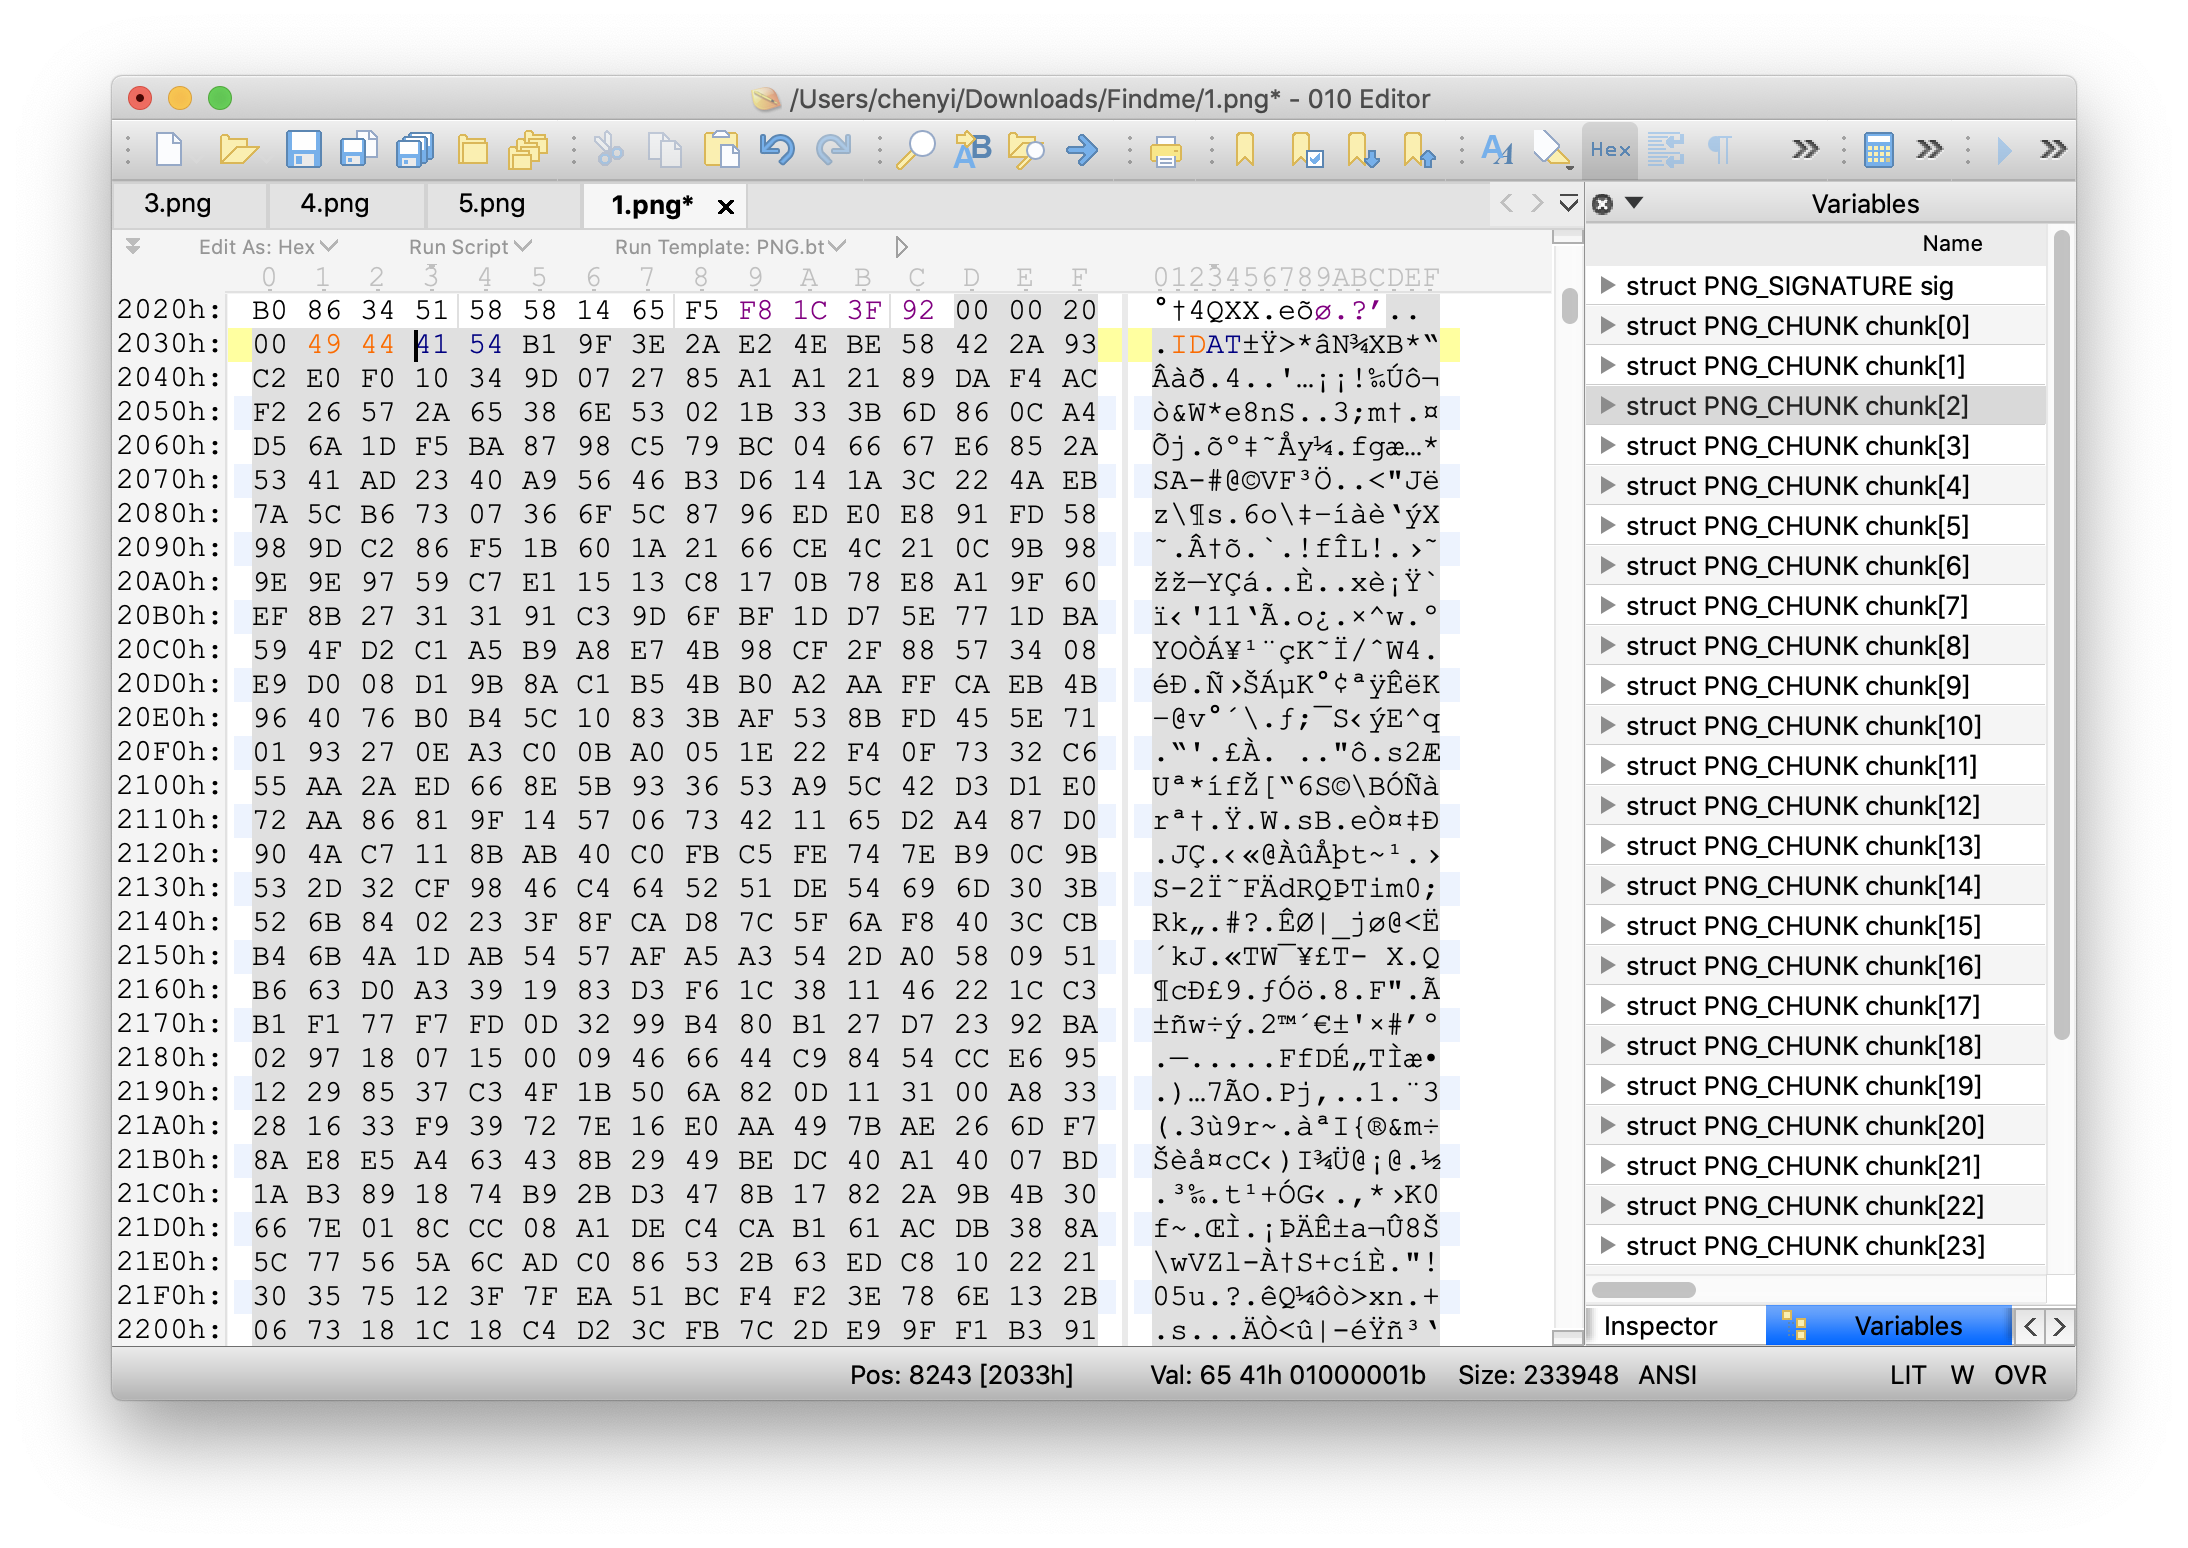 /Users/chenyi/Downloads/Findme/1.png* - 010 Editor
Hex
3.png 4.png 5.png 1.png*
Variables
Edit As: Hex Run Script Run Template: PNG.bt
Name
0 1 2 3 4 5 6 7 8 9 A B C D E F 0123456789ABCDEF
2020h: B0 86 34 51 58 58 14 65 F5 F8 1C 3F 92 00 00 20 °†4QXX.eõø.?’..
2030h: 00 49 44 41 54 B1 9F 3E 2A E2 4E BE 58 42 2A 93 .IDAT±Ÿ>*âN¾XB*“
2040h: C2 E0 F0 10 34 9D 07 27 85 A1 A1 21 89 DA F4 AC Âàð.4..'…¡¡!‰Úô¬
2050h: F2 26 57 2A 65 38 6E 53 02 1B 33 3B 6D 86 0C A4 ò&W*e8nS..3;m†.¤
2060h: D5 6A 1D F5 BA 87 98 C5 79 BC 04 66 67 E6 85 2A Õj.õº‡˜Åy¼.fgæ…*
2070h: 53 41 AD 23 40 A9 56 46 B3 D6 14 1A 3C 22 4A EB SA-#@©VF³Ö..<"Jë
2080h: 7A 5C B6 73 07 36 6F 5C 87 96 ED E0 E8 91 FD 58 z\¶s.6o\‡–íàè‘ýX
2090h: 98 9D C2 86 F5 1B 60 1A 21 66 CE 4C 21 0C 9B 98 ˜.Â†õ.`.!fÎL!.›˜
20A0h: 9E 9E 97 59 C7 E1 15 13 C8 17 0B 78 E8 A1 9F 60 žž—YÇá..È..xè¡Ÿ`
20B0h: EF 8B 27 31 31 91 C3 9D 6F BF 1D D7 5E 77 1D BA ï‹'11‘Ã.o¿.×^w.º
20C0h: 59 4F D2 C1 A5 B9 A8 E7 4B 98 CF 2F 88 57 34 08 YOÒÁ¥¹¨çK˜Ï/ˆW4.
20D0h: E9 D0 08 D1 9B 8A C1 B5 4B B0 A2 AA FF CA EB 4B éÐ.Ñ›ŠÁµK°¢ªÿÊëK
20E0h: 96 40 76 B0 B4 5C 10 83 3B AF 53 8B FD 45 5E 71 –@v°´\.ƒ;¯S‹ýE^q
20F0h: 01 93 27 0E A3 C0 0B A0 05 1E 22 F4 0F 73 32 C6 .“'.£À. .."ô.s2Æ
2100h: 55 AA 2A ED 66 8E 5B 93 36 53 A9 5C 42 D3 D1 E0 Uª*ífŽ[“6S©\BÓÑà
2110h: 72 AA 86 81 9F 14 57 06 73 42 11 65 D2 A4 87 D0 rª†.Ÿ.W.sB.eÒ¤‡Ð
2120h: 90 4A C7 11 8B AB 40 C0 FB C5 FE 74 7E B9 0C 9B .JÇ.‹«@ÀûÅþt~¹.›
2130h: 53 2D 32 CF 98 46 C4 64 52 51 DE 54 69 6D 30 3B S-2Ï˜FÄdRQÞTim0;
2140h: 52 6B 84 02 23 3F 8F CA D8 7C 5F 6A F8 40 3C CB Rk„.#?.ÊØ|_jø@<Ë
2150h: B4 6B 4A 1D AB 54 57 AF A5 A3 54 2D A0 58 09 51 ´kJ.«TW¯¥£T- X.Q
2160h: B6 63 D0 A3 39 19 83 D3 F6 1C 38 11 46 22 1C C3 ¶cÐ£9.ƒÓö.8.F".Ã
2170h: B1 F1 77 F7 FD 0D 32 99 B4 80 B1 27 D7 23 92 BA ±ñw÷ý.2™´€±'×#’º
2180h: 02 97 18 07 15 00 09 46 66 44 C9 84 54 CC E6 95 .—.....FfDÉ„TÌæ•
2190h: 12 29 85 37 C3 4F 1B 50 6A 82 0D 11 31 00 A8 33 .)…7ÃO.Pj‚..1.¨3
21A0h: 28 16 33 F9 39 72 7E 16 E0 AA 49 7B AE 26 6D F7 (.3ù9r~.àªI{®&m÷
21B0h: 8A E8 E5 A4 63 43 8B 29 49 BE DC 40 A1 40 07 BD Šèå¤cC‹)I¾Ü@¡@.½
21C0h: 1A B3 89 18 74 B9 2B D3 47 8B 17 82 2A 9B 4B 30 .³‰.t¹+ÓG‹.‚*›K0
21D0h: 66 7E 01 8C CC 08 A1 DE C4 CA B1 61 AC DB 38 8A f~.ŒÌ.¡ÞÄÊ±a¬Û8Š
21E0h: 5C 77 56 5A 6C AD C0 86 53 2B 63 ED C8 10 22 21 \wVZl-À†S+cíÈ."!
21F0h: 30 35 75 12 3F 7F EA 51 BC F4 F2 3E 78 6E 13 2B 05u.?.êQ¼ôò>xn.+
2200h: 06 73 18 1C 18 C4 D2 3C FB 7C 2D E9 9F F1 B3 91 .s...ÄÒ<û|-éŸñ³‘
struct PNG_SIGNATURE sig
struct PNG_CHUNK chunk[0]
struct PNG_CHUNK chunk[1]
struct PNG_CHUNK chunk[2]
struct PNG_CHUNK chunk[3]
struct PNG_CHUNK chunk[4]
struct PNG_CHUNK chunk[5]
struct PNG_CHUNK chunk[6]
struct PNG_CHUNK chunk[7]
struct PNG_CHUNK chunk[8]
struct PNG_CHUNK chunk[9]
struct PNG_CHUNK chunk[10]
struct PNG_CHUNK chunk[11]
struct PNG_CHUNK chunk[12]
struct PNG_CHUNK chunk[13]
struct PNG_CHUNK chunk[14]
struct PNG_CHUNK chunk[15]
struct PNG_CHUNK chunk[16]
struct PNG_CHUNK chunk[17]
struct PNG_CHUNK chunk[18]
struct PNG_CHUNK chunk[19]
struct PNG_CHUNK chunk[20]
struct PNG_CHUNK chunk[21]
struct PNG_CHUNK chunk[22]
struct PNG_CHUNK chunk[23]
Inspector Variables
Pos: 8243 [2033h] Val: 65 41h 01000001b Size: 233948 ANSI LIT W OVR